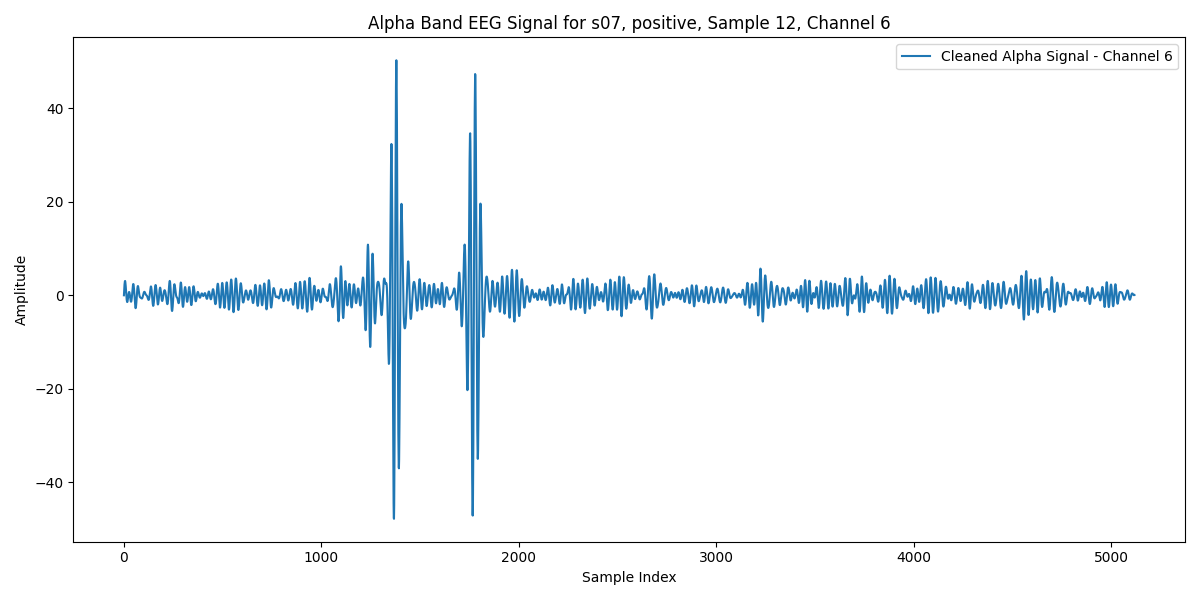 Alpha Band EEG Signal for s07, positive, Sample 12, Channel 6
Cleaned Alpha Signal - Channel 6
Amplitude
40
20
0
−20
−40
0 1000 2000 3000 4000 5000
Sample Index